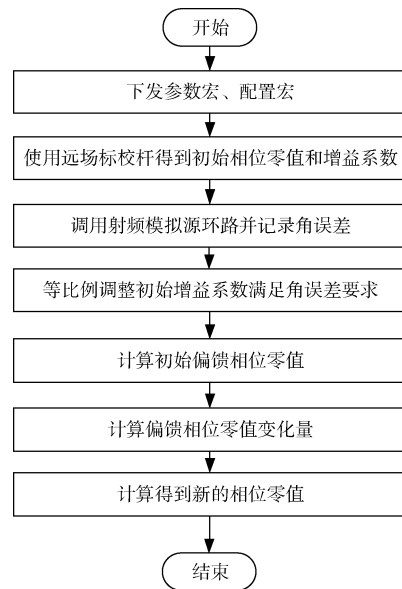 开始
下发参数宏、配置宏
使用远场标校杆得到初始相位零值和增益系数
调用射频模拟源环路并记录角误差
等比例调整初始增益系数满足角误差要求
计算初始偏馈相位零值
计算偏馈相位零值变化量
计算得到新的相位零值
结束